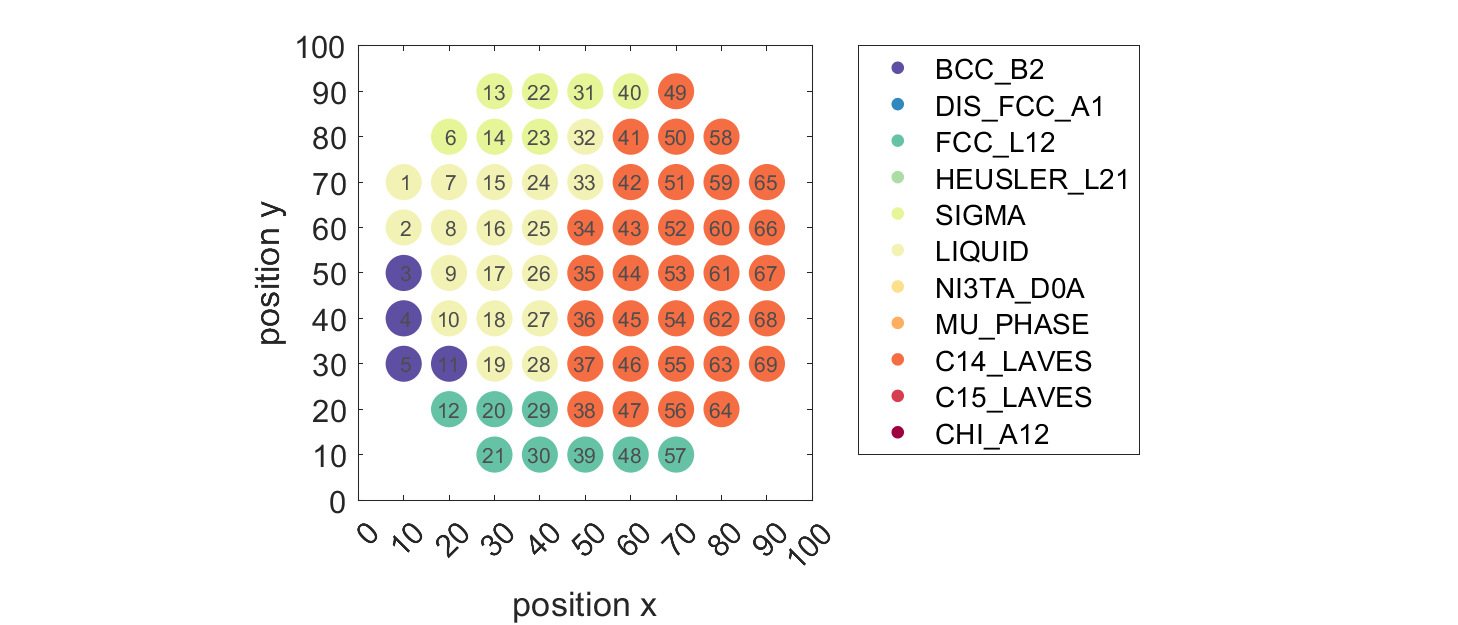 100
90
80
70
60
50
40
30
20
10
0
position y
13 22 31 40 49
6 14 23 32 41 50 58
1 7 15 24 33 42 51 59 65
2 8 16 25 34 43 52 60 66
3 9 17 26 35 44 53 61 67
4 10 18 27 36 45 54 62 68
5 11 19 28 37 46 55 63 69
12 20 29 38 47 56 64
21 30 39 48 57
0 10 20 30 40 50 60 70 80 90 100
position x
BCC_B2
DIS_FCC_A1
FCC_L12
HEUSLER_L21
SIGMA
LIQUID
NI3TA_D0A
MU_PHASE
C14_LAVES
C15_LAVES
CHI_A12